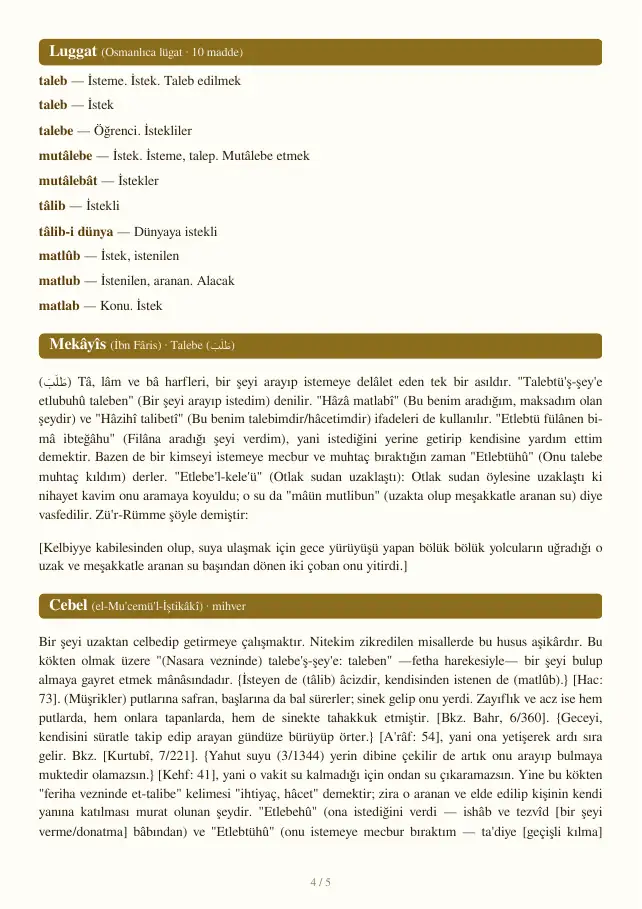 Luggat (Osmanlıca lügat · 10 madde)
taleb — İsteme. İstek. Taleb edilmek
taleb — İstek
talebe — Öğrenci. İstekliler
mutâlebe — İstek. İsteme, talep. Mutâlebe etmek
mutâlebât — İstekler
tâlib — İstekli
tâlib-i dünya — Dünyaya istekli
matlûb — İstek, istenilen
matlub — İstenilen, aranan. Alacak
matlab — Konu. İstek
Mekâyîs (İbn Fâris) · Talebe (طَلَبَ)
(طَلَبَ) Tâ, lâm ve bâ harfleri, bir şeyi arayıp istemeye delâlet eden tek bir asıldır. "Talebtü'ş-şey'e
etlubuhû taleben" (Bir şeyi arayıp istedim) denilir. "Hâzâ matlabî" (Bu benim aradığım, maksadım olan
şeydir) ve "Hâzihî talibetî" (Bu benim talebimdir/hâcetimdir) ifadeleri de kullanılır. "Etlebtü fülânen bi-
mâ ibteğâhu" (Filâna aradığı şeyi verdim), yani istediğini yerine getirip kendisine yardım ettim
demektir. Bazen de bir kimseyi istemeye mecbur ve muhtaç bıraktığın zaman "Etlebtühû" (Onu talebe
muhtaç kıldım) derler. "Etlebe'l-kele'ü" (Otlak sudan uzaklaştı): Otlak sudan öylesine uzaklaştı ki
nihayet kavim onu aramaya koyuldu; o su da "mâün mutlibun" (uzakta olup meşakkatle aranan su) diye
vasfedilir. Zü'r-Rümme şöyle demiştir:
[Kelbiyye kabilesinden olup, suya ulaşmak için gece yürüyüşü yapan bölük bölük yolcuların uğradığı o
uzak ve meşakkatle aranan su başından dönen iki çoban onu yitirdi.]
Cebel (el-Mu'cemü'l-İştikâkî) · mihver
Bir şeyi uzaktan celbedip getirmeye çalışmaktır. Nitekim zikredilen misallerde bu husus aşikârdır. Bu
kökten olmak üzere "(Nasara vezninde) talebe'ş-şey'e: taleben" —fetha harekesiyle— bir şeyi bulup
almaya gayret etmek mânâsındadır. {İsteyen de (tâlib) âcizdir, kendisinden istenen de (matlûb).} [Hac:
73]. (Müşrikler) putlarına safran, başlarına da bal sürerler; sinek gelip onu yerdi. Zayıflık ve acz ise hem
putlarda, hem onlara tapanlarda, hem de sinekte tahakkuk etmiştir. [Bkz. Bahr, 6/360]. {Geceyi,
kendisini süratle takip edip arayan gündüze bürüyüp örter.} [A'râf: 54], yani ona yetişerek ardı sıra
gelir. Bkz. [Kurtubî, 7/221]. {Yahut suyu (3/1344) yerin dibine çekilir de artık onu arayıp bulmaya
muktedir olamazsın.} [Kehf: 41], yani o vakit su kalmadığı için ondan su çıkaramazsın. Yine bu kökten
"feriha vezninde et-talibe" kelimesi "ihtiyaç, hâcet" demektir; zira o aranan ve elde edilip kişinin kendi
yanına katılması murat olunan şeydir. "Etlebehû" (ona istediğini verdi — ishâb ve tezvîd [bir şeyi
verme/donatma] bâbından) ve "Etlebtühû" (onu istemeye mecbur bıraktım — ta'diye [geçişli kılma]
4 / 5